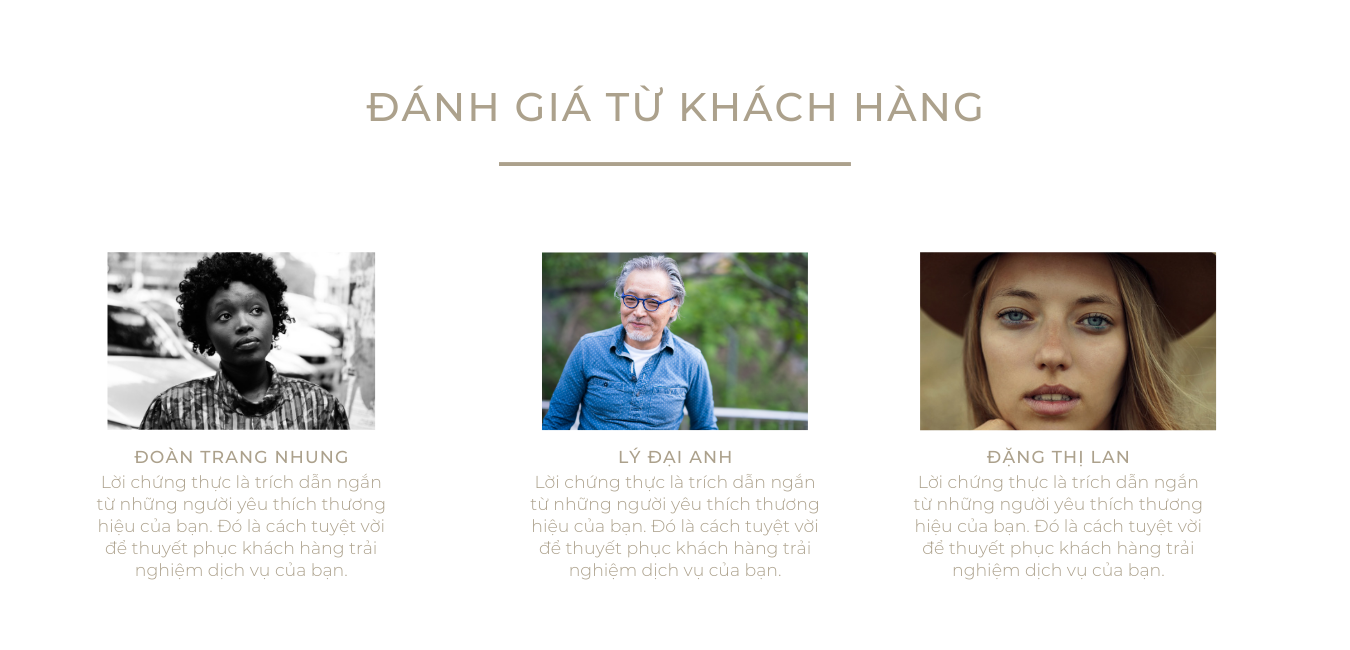 ĐÁNH GIÁ TỪ KHÁCH HÀNG
ĐOÀN TRANG NHUNG
Lời chứng thực là trích dẫn ngắn
từ những người yêu thích thương
hiệu của bạn. Đó là cách tuyệt vời
để thuyết phục khách hàng trải
nghiệm dịch vụ của bạn.
LÝ ĐẠI ANH
Lời chứng thực là trích dẫn ngắn
từ những người yêu thích thương
hiệu của bạn. Đó là cách tuyệt vời
để thuyết phục khách hàng trải
nghiệm dịch vụ của bạn.
ĐẶNG THỊ LAN
Lời chứng thực là trích dẫn ngắn
từ những người yêu thích thương
hiệu của bạn. Đó là cách tuyệt vời
để thuyết phục khách hàng trải
nghiệm dịch vụ của bạn.